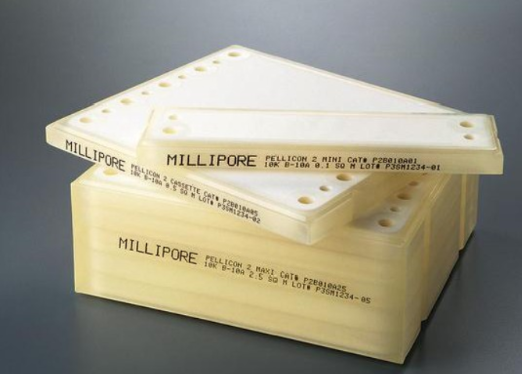 MILLIPORE PELLICON 2 MINI CAT# P2B010A01
10K B-10A 0.1 SQ M LOT# P3SM1234-01
MILLIPORE PELLICON 2 CASSETTE CAT# P2B010A05
10K B-10A 0.5 SQ M LOT# P3SM1234-02
MILLIPORE PELLICON 2 MAXI CAT# P2B010A25
10K B-10A 2.5 SQ M LOT# P3SM1234-05